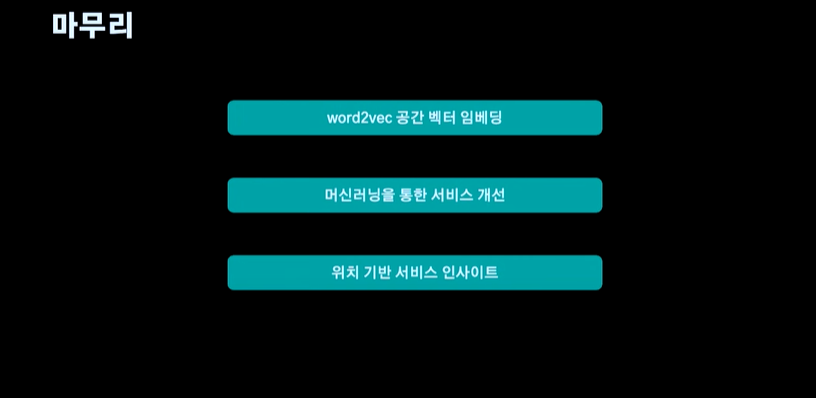 마무리
word2vec 공간 벡터 임베딩
머신러닝을 통한 서비스 개선
위치 기반 서비스 인사이트